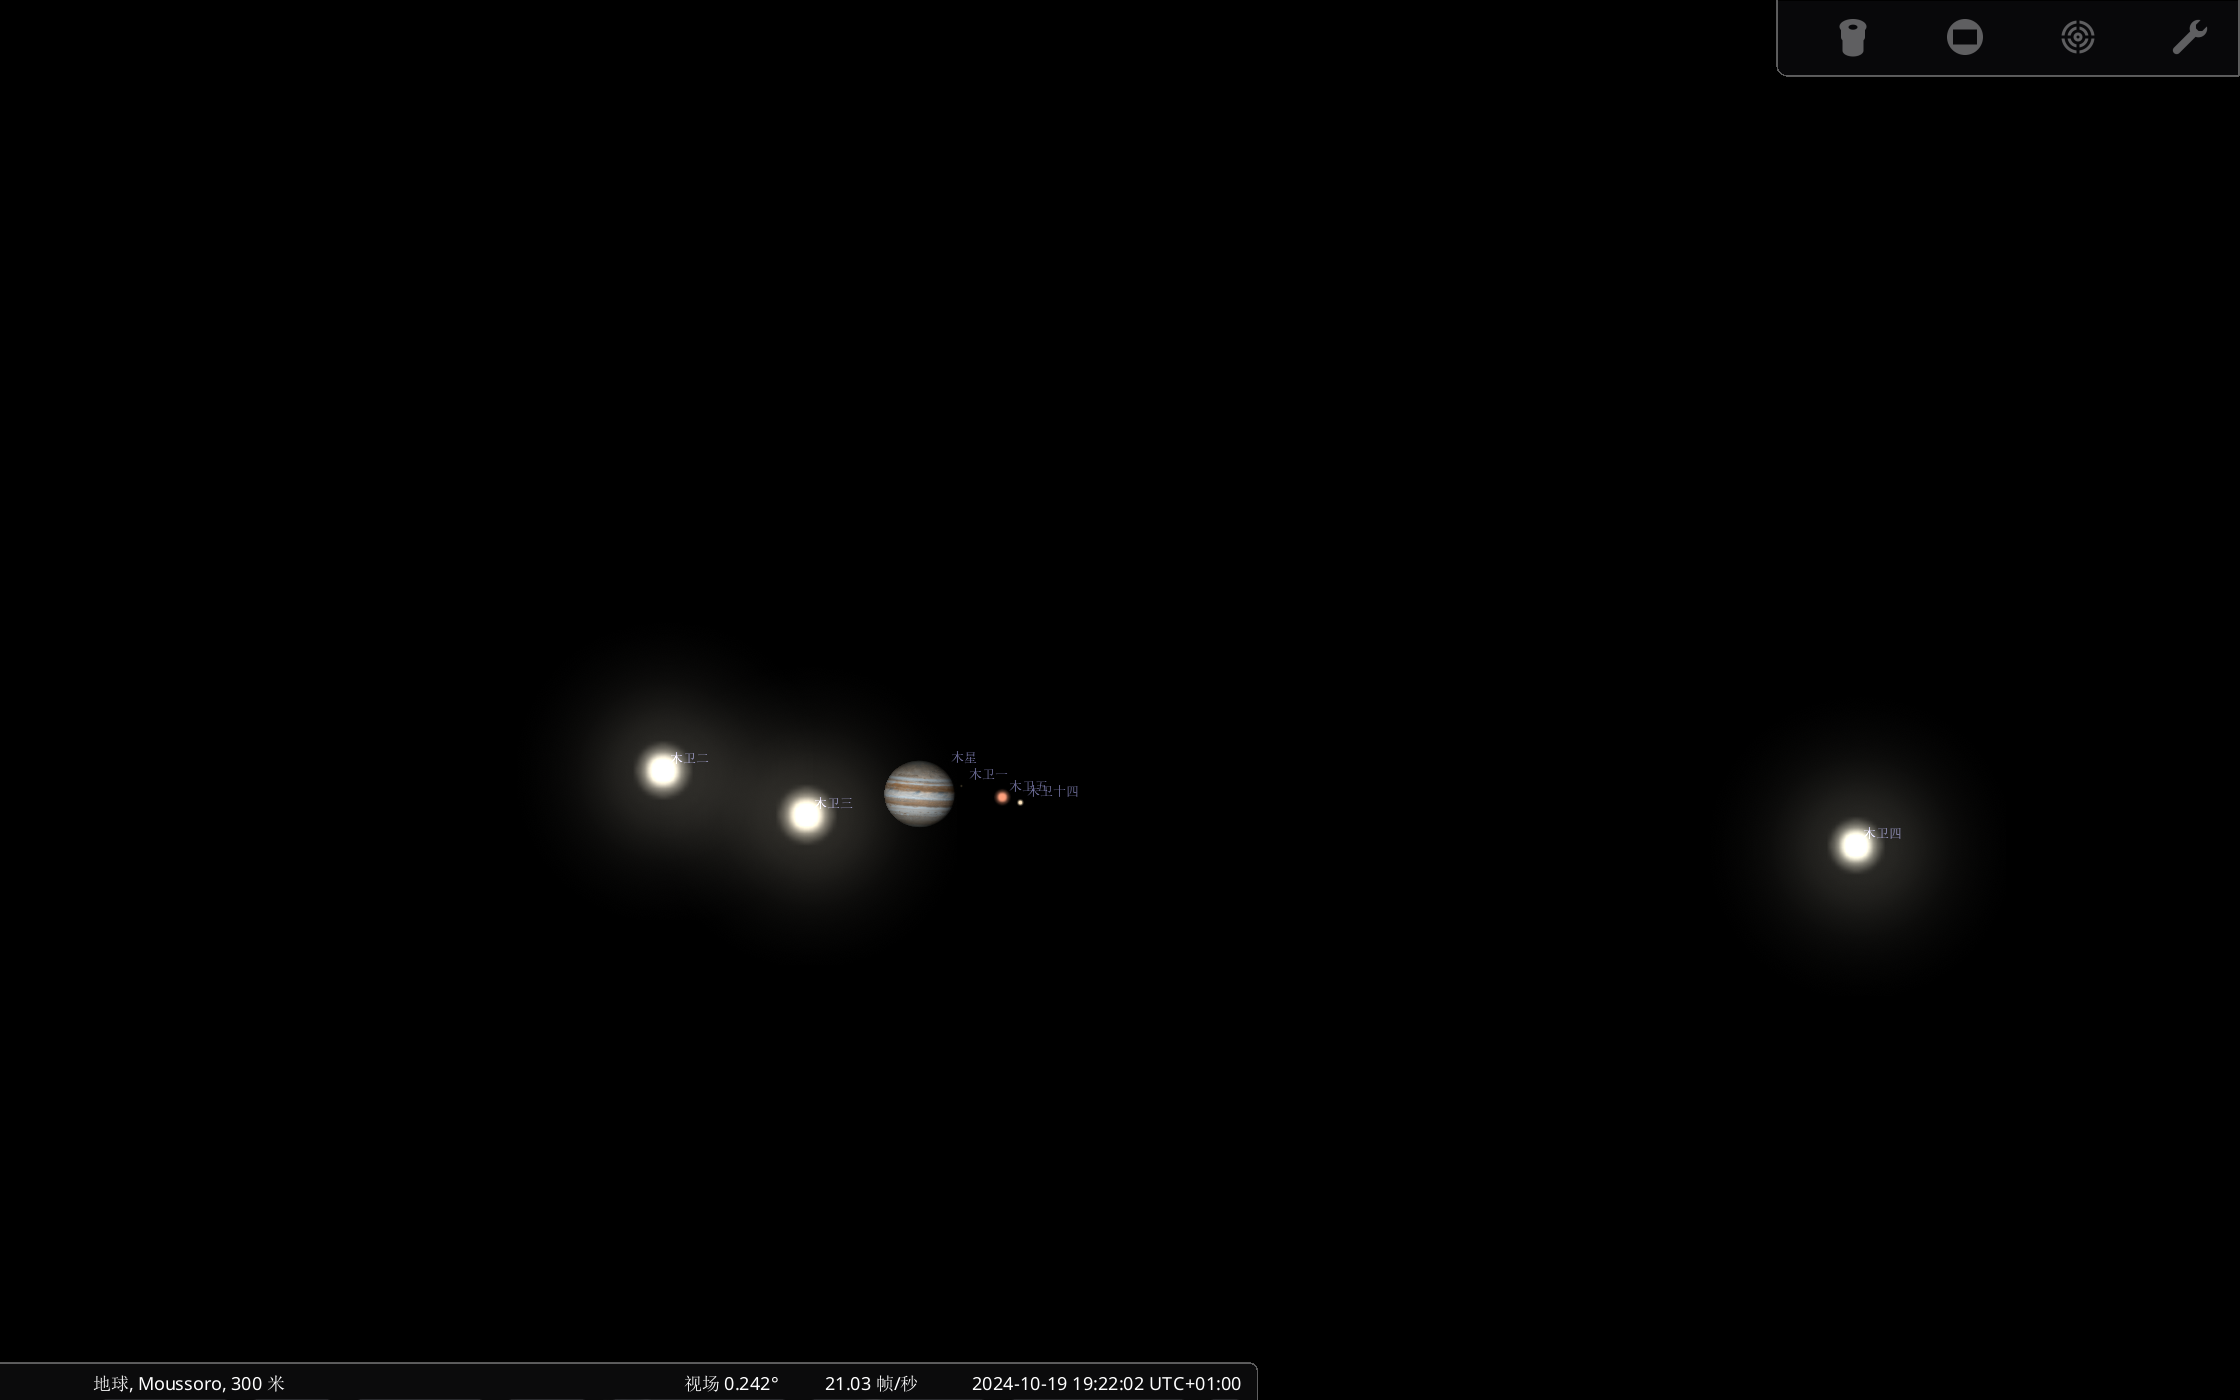 木星
木卫二
木卫一
木卫五
木卫十四
木卫三
木卫四
地球, Moussoro, 300 米
视场 0.242°
21.03 帧/秒
2024-10-19 19:22:02 UTC+01:00